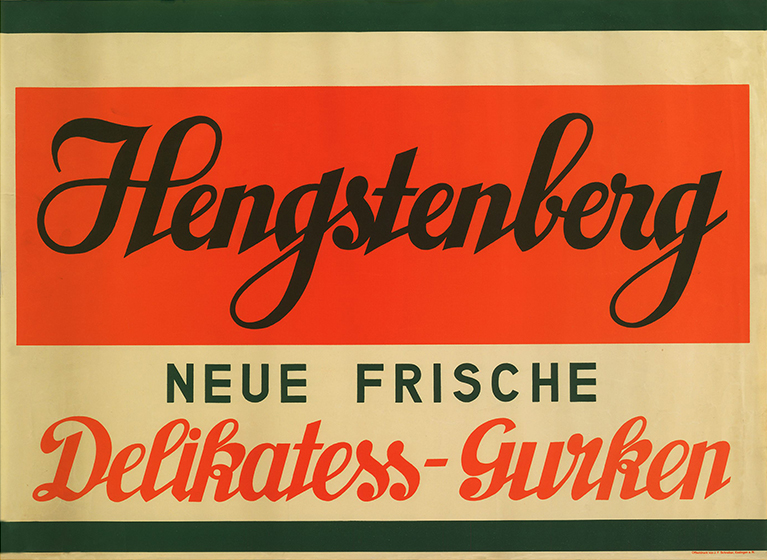 Hengstenberg
NEUE FRISCHE
Delikatess-Gurken